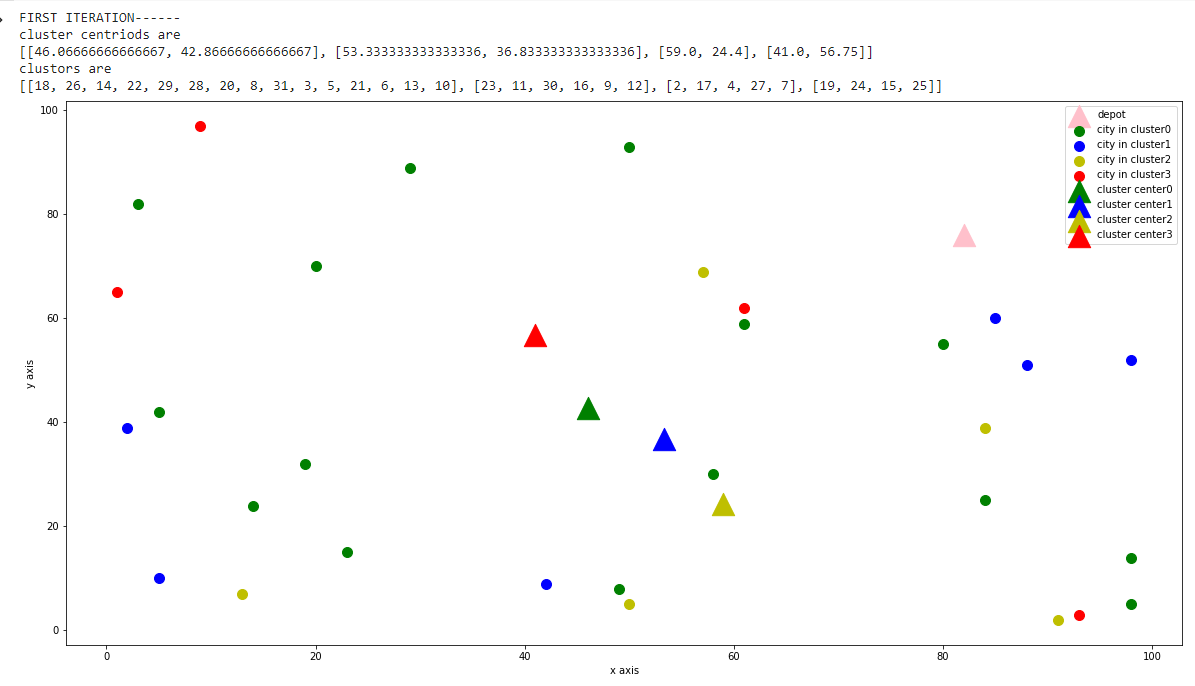 FIRST ITERATION------
cluster centriods are
[[46.06666666666667, 42.86666666666667], [53.333333333333336, 36.833333333333336], [59.0, 24.4], [41.0, 56.75]]
clustors are
[[18, 26, 14, 22, 29, 28, 20, 8, 31, 3, 5, 21, 6, 13, 10], [23, 11, 30, 16, 9, 12], [2, 17, 4, 27, 7], [19, 24, 15, 25]]
100
80
60
40
20
0
y axis
0 20 40 60 80 100
x axis
depot
city in cluster0
city in cluster1
city in cluster2
city in cluster3
cluster center0
cluster center1
cluster center2
cluster center3